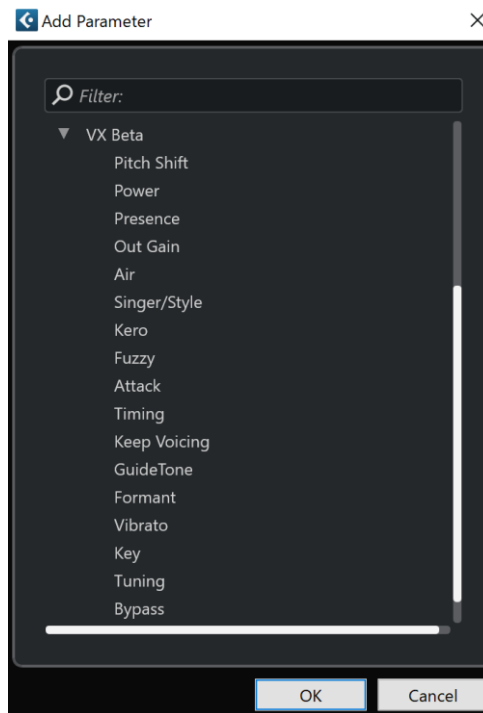 Add Parameter
Filter:
VX Beta
Pitch Shift
Power
Presence
Out Gain
Air
Singer/Style
Kero
Fuzzy
Attack
Timing
Keep Voicing
GuideTone
Formant
Vibrato
Key
Tuning
Bypass
OK
Cancel